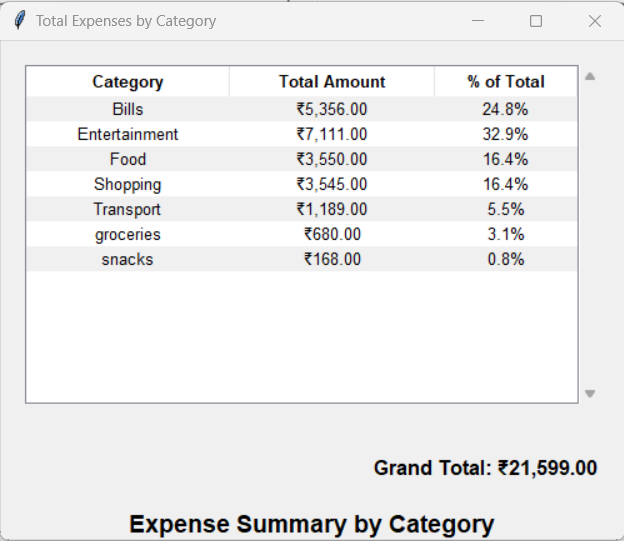 Total Expenses by Category
Category Total Amount % of Total
Bills ₹5,356.00 24.8%
Entertainment ₹7,111.00 32.9%
Food ₹3,550.00 16.4%
Shopping ₹3,545.00 16.4%
Transport ₹1,189.00 5.5%
groceries ₹680.00 3.1%
snacks ₹168.00 0.8%
Grand Total: ₹21,599.00
Expense Summary by Category